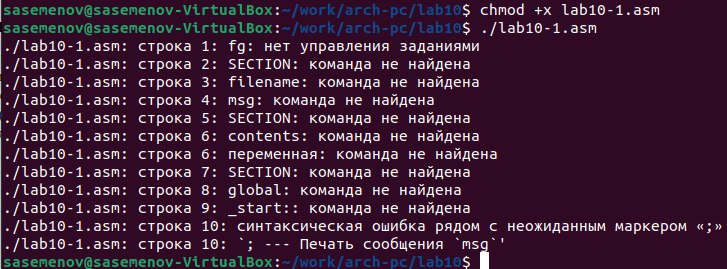 sasemenov@sasemenov-VirtualBox:~/work/arch-pc/lab10$ chmod +x lab10-1.asm
sasemenov@sasemenov-VirtualBox:~/work/arch-pc/lab10$ ./lab10-1.asm
./lab10-1.asm: строка 1: fg: нет управления заданиями
./lab10-1.asm: строка 2: SECTION: команда не найдена
./lab10-1.asm: строка 3: filename: команда не найдена
./lab10-1.asm: строка 4: msg: команда не найдена
./lab10-1.asm: строка 5: SECTION: команда не найдена
./lab10-1.asm: строка 6: contents: команда не найдена
./lab10-1.asm: строка 6: переменная: команда не найдена
./lab10-1.asm: строка 7: SECTION: команда не найдена
./lab10-1.asm: строка 8: global: команда не найдена
./lab10-1.asm: строка 9: _start:: команда не найдена
./lab10-1.asm: строка 10: синтаксическая ошибка рядом с неожиданным маркером «;»
./lab10-1.asm: строка 10: `; --- Печать сообщения `msg`'
sasemenov@sasemenov-VirtualBox:~/work/arch-pc/lab10$